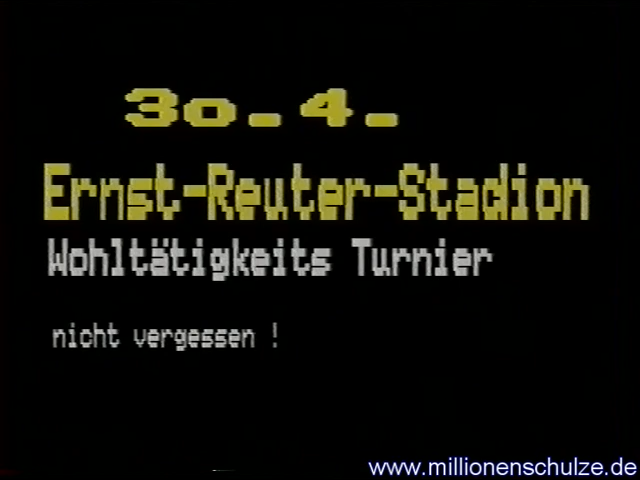 3o.4.
Ernst-Reuter-Stadion
Wohltätigkeits Turnier
nicht vergessen !
www.millionenschulze.de